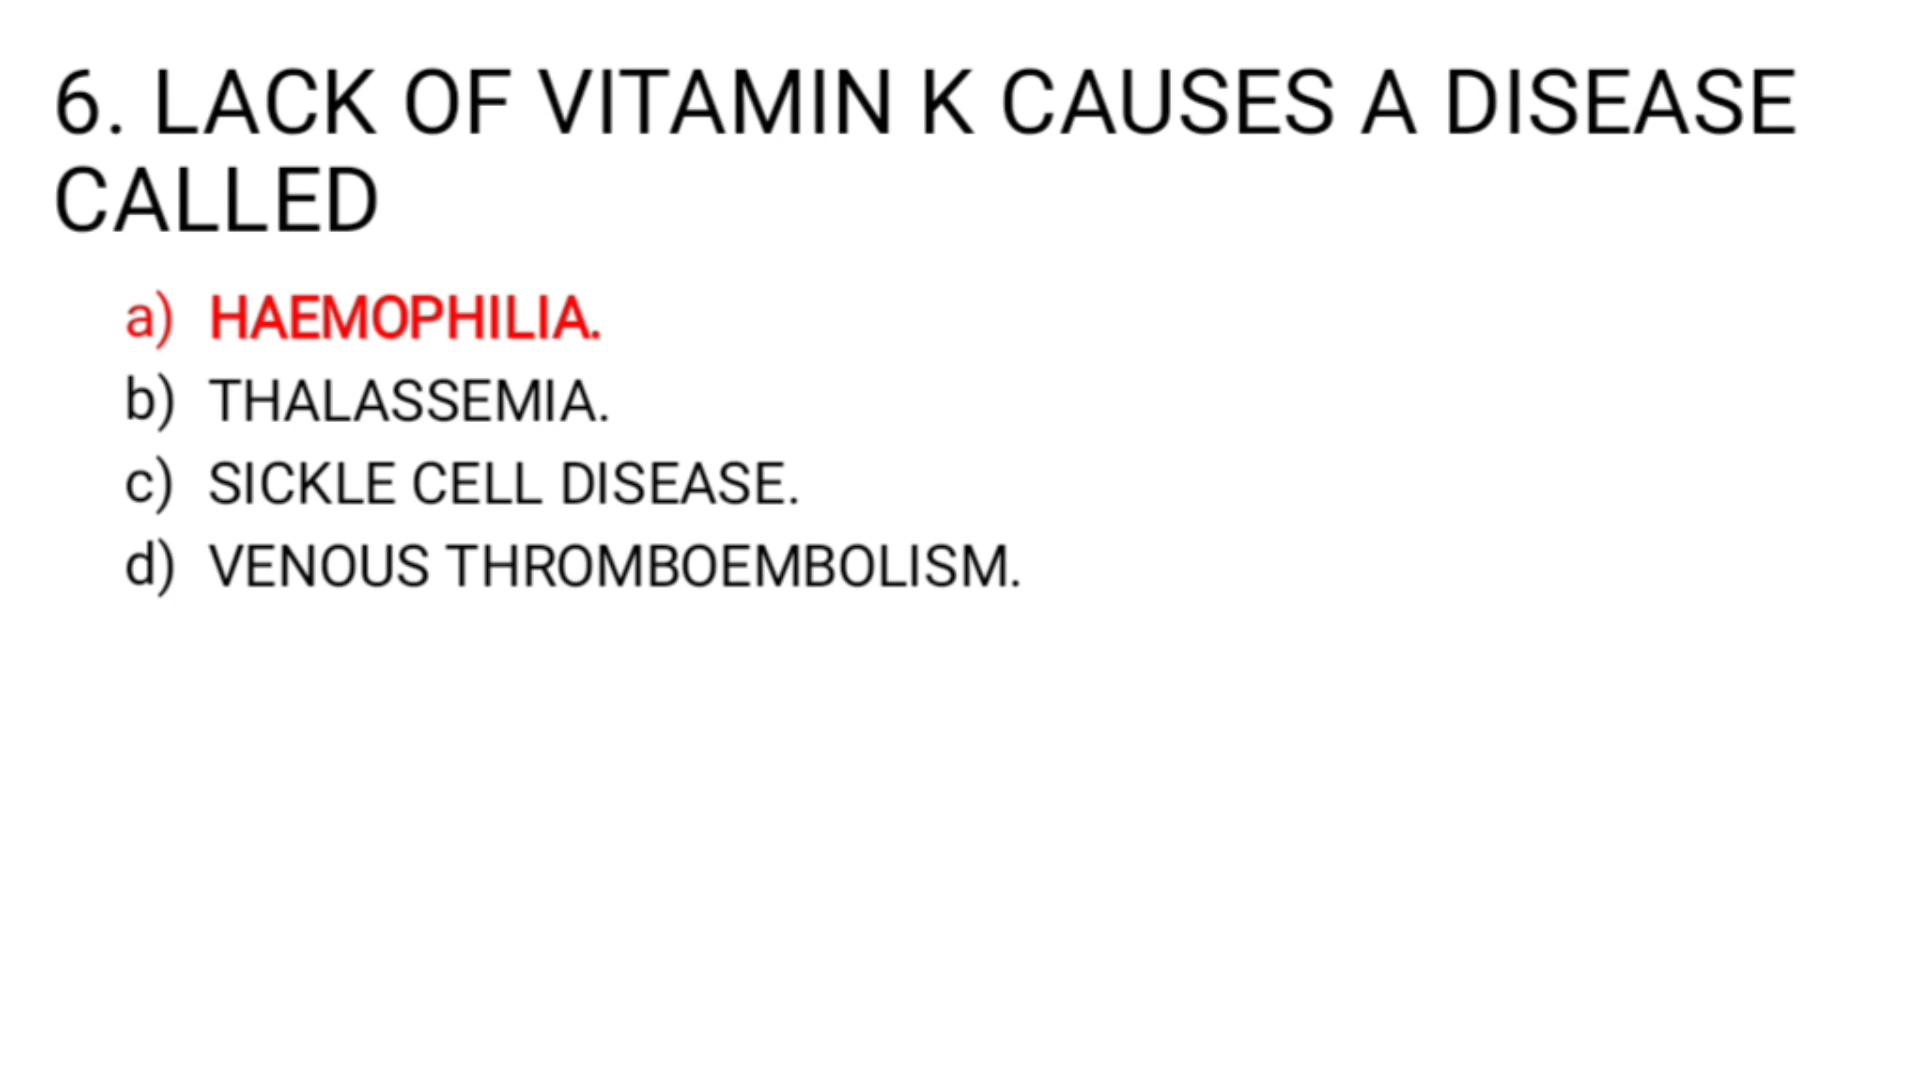 6. LACK OF VITAMIN K CAUSES A DISEASE
CALLED
a) HAEMOPHILIA.
b) THALASSEMIA.
c) SICKLE CELL DISEASE.
d) VENOUS THROMBOEMBOLISM.